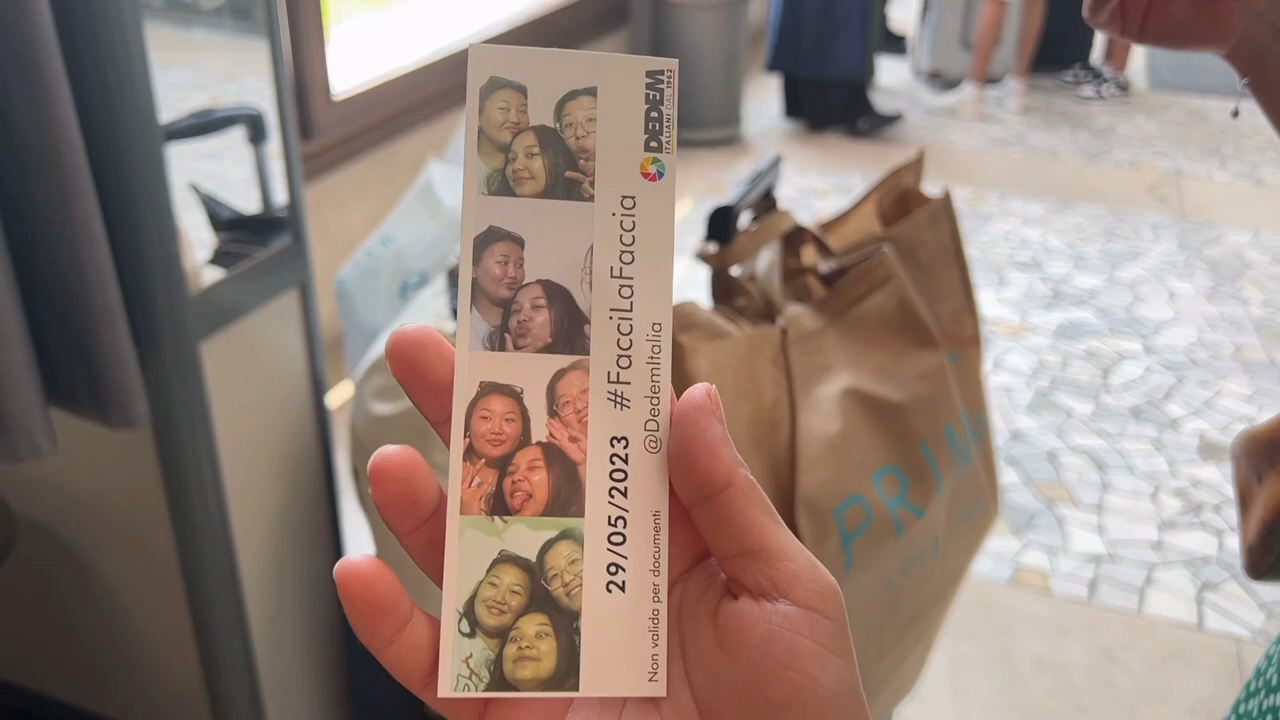 DEDEM
ITALIANI DAL 1962
#FacciLaFaccia
@DedemItalia
29/05/2023
Non valida per documenti
PRIM